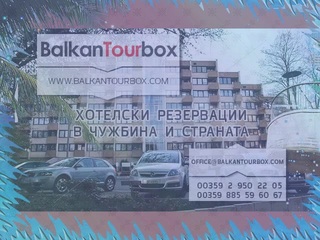 BalkanTourbox
WWW.BALKANTOURBOX.COM
ХОТЕЛСКИ РЕЗЕРВАЦИИ
В ЧУЖБИНА И СТРАНАТА
OFFICE@BALKANTOURBOX.COM
00359 2 950 22 05
00359 885 59 60 67